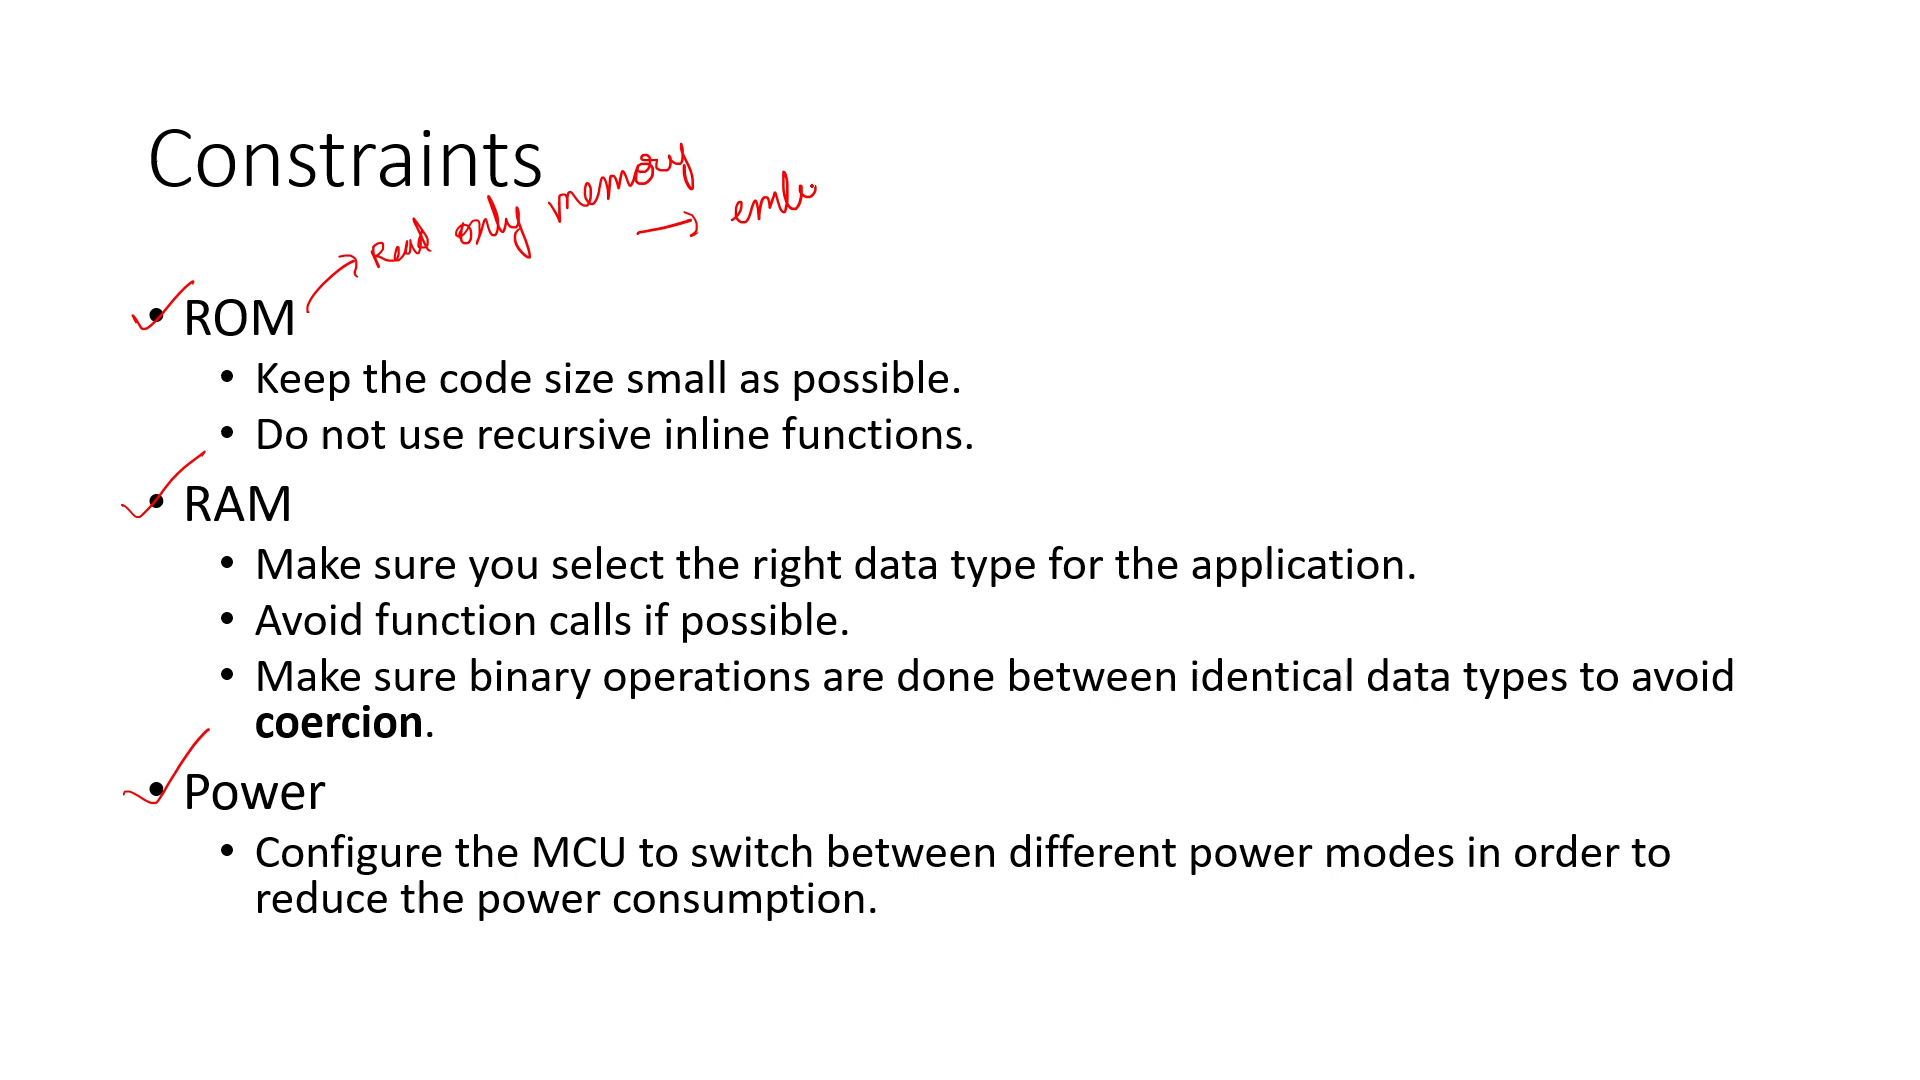 Constraints
Read only memory
→ emb
• ROM
• Keep the code size small as possible.
• Do not use recursive inline functions.
• RAM
• Make sure you select the right data type for the application.
• Avoid function calls if possible.
• Make sure binary operations are done between identical data types to avoid
coercion.
• Power
• Configure the MCU to switch between different power modes in order to
reduce the power consumption.